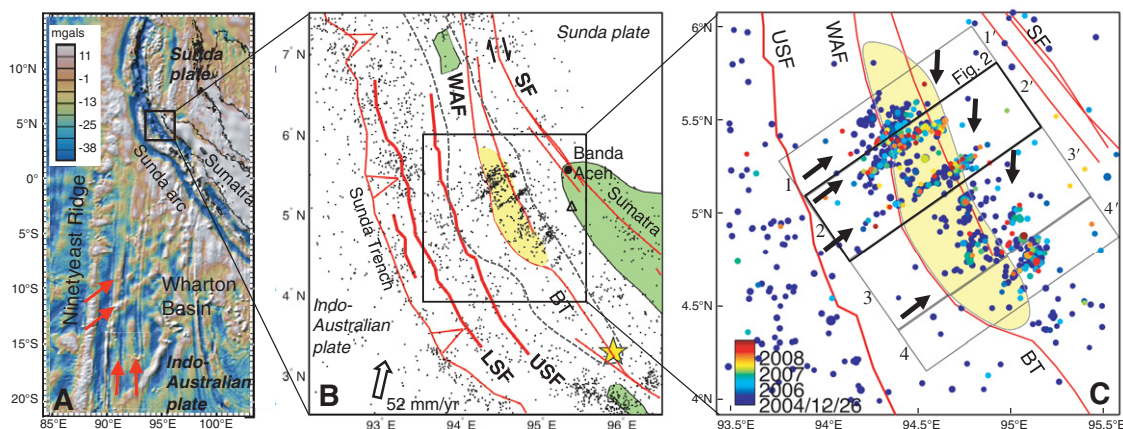 mgals
11
-1
-13
-25
-38
Sunda
plate
Sumatra
Sunda arc
Ninetyeast Ridge
Wharton
Basin
Indo-
Australian
plate
A
10°N
5°N
0°
5°S
10°S
15°S
20°S
85°E
90°E
95°E
100°E
Sunda plate
WAF
SF
Banda
Aceh
Sumatra
Sunda Trench
BT
Indo-
Australian
plate
LSF
USF
52 mm/yr
B
7°N
6°N
5°N
4°N
3°N
92°E
93°E
94°E
95°E
96°E
USF
WAF
SF
Fig. 2
1'
2'
3'
4'
1
2
3
4
BT
2008
2007
2006
2004/12/26
C
6°N
5.5°N
5°N
4.5°N
93.5°E
94°E
94.5°E
95°E
95.5°E